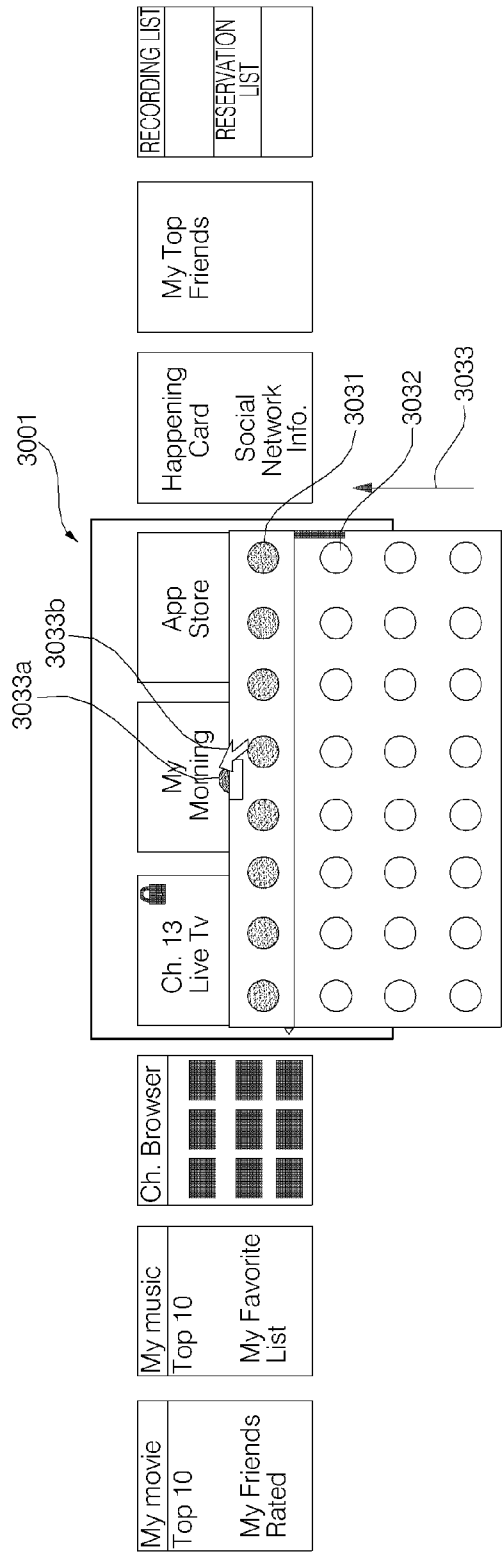 3001
3033a
3033b
My movie
Top 10
My Friends
Rated
My music
Top 10
My Favorite
List
Ch. Browser
Ch. 13
Live Tv
My
Morning
App
Store
Happening
Card
Social
Network
Info.
My Top
Friends
RECORDING LIST
RESERVATION
LIST
3031
3032
3033